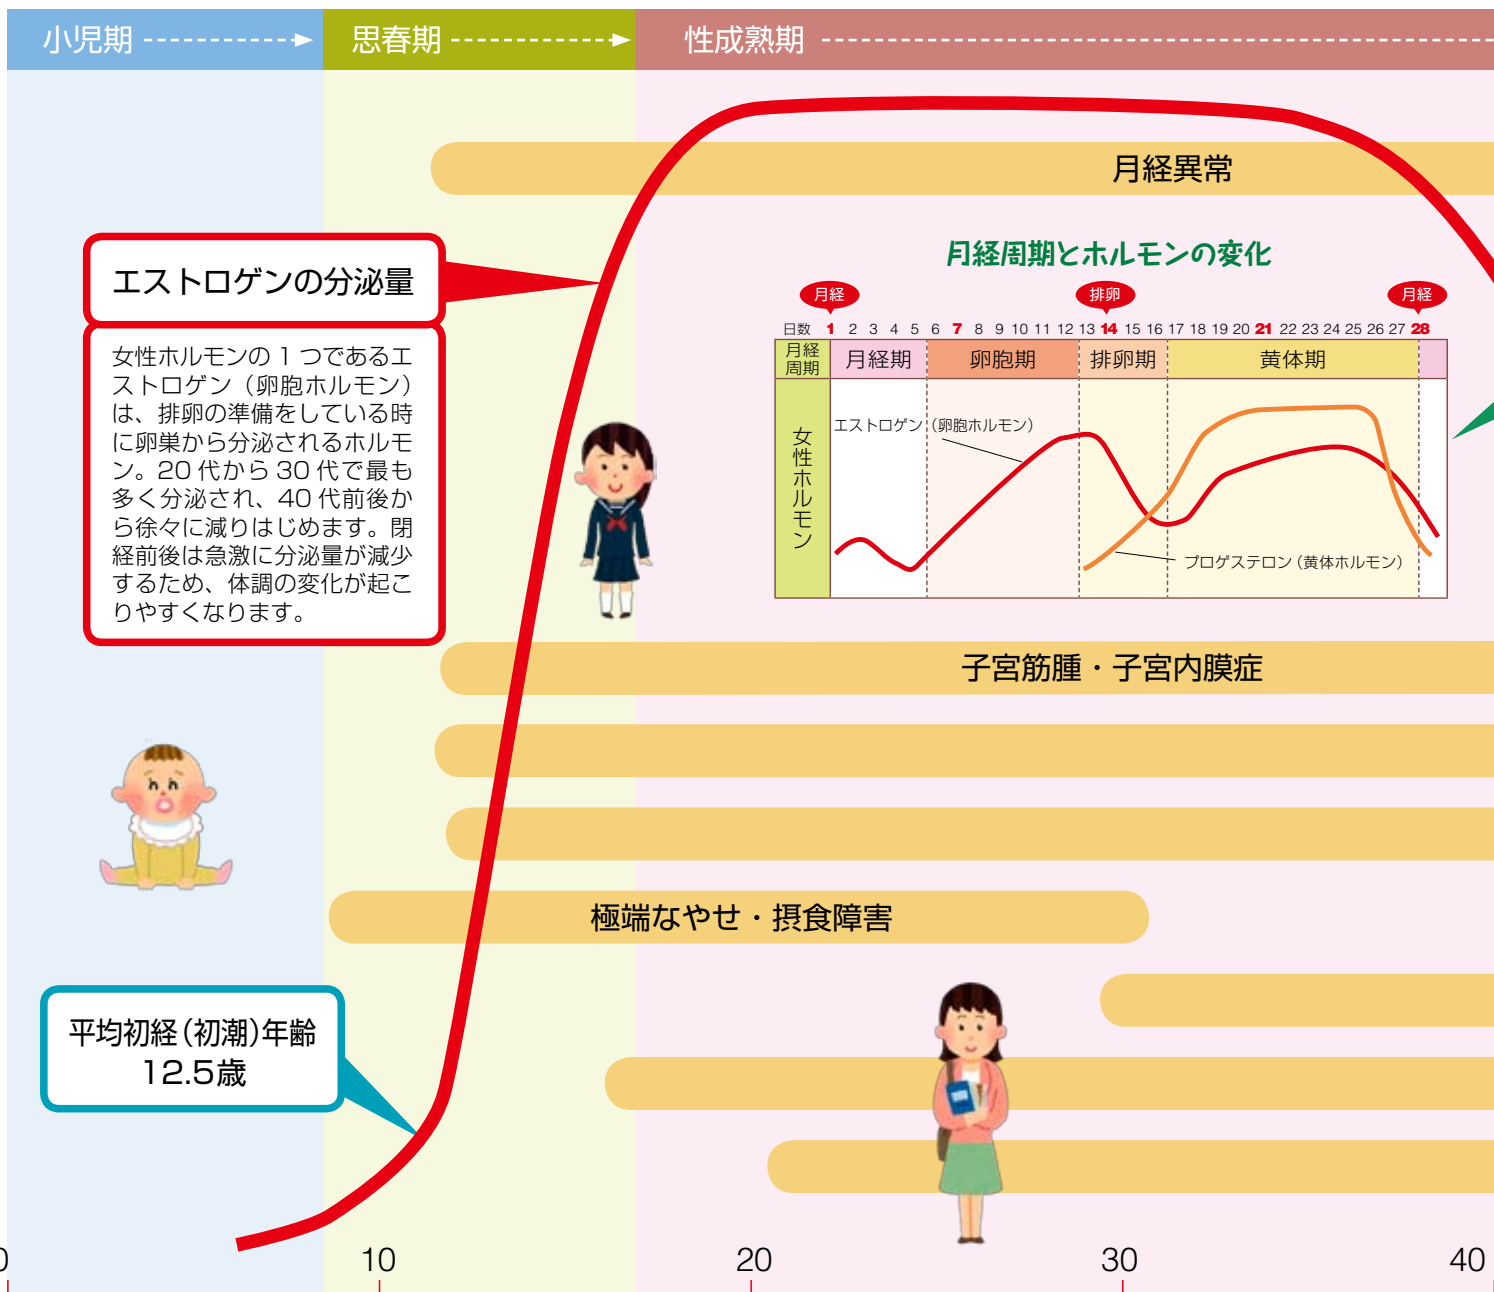 小児期
思春期
性成熟期
月経異常
エストロゲンの分泌量
女性ホルモンの1つであるエ
ストロゲン（卵胞ホルモン）
は、排卵の準備をしている時
に卵巣から分泌されるホルモ
ン。20代から30代で最も
多く分泌され、40代前後か
ら徐々に減りはじめます。閉
経前後は急激に分泌量が減少
するため、体調の変化が起こ
りやすくなります。
月経周期とホルモンの変化
月経 排卵 月経
日数 1 2 3 4 5 6 7 8 9 10 11 12 13 14 15 16 17 18 19 20 21 22 23 24 25 26 27 28
月経
周期
月経期 卵胞期 排卵期 黄体期
女性ホルモン
エストロゲン（卵胞ホルモン）
プロゲステロン（黄体ホルモン）
子宮筋腫・子宮内膜症
極端なやせ・摂食障害
平均初経（初潮）年齢
12.5歳
0 10 20 30 40